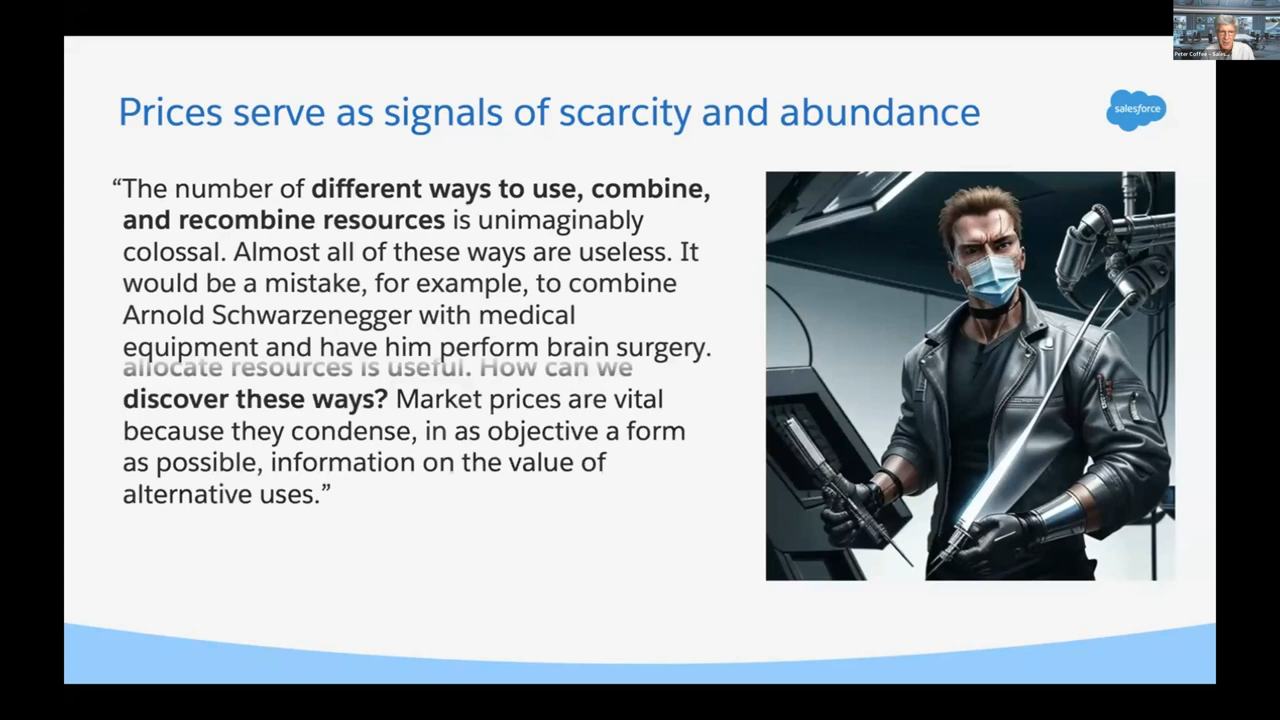 Peter Coffee - Sales...
Prices serve as signals of scarcity and abundance
salesforce
“The number of different ways to use, combine,
and recombine resources is unimaginably
colossal. Almost all of these ways are useless. It
would be a mistake, for example, to combine
Arnold Schwarzenegger with medical
equipment and have him perform brain surgery.
allocate resources is useful. How can we
discover these ways? Market prices are vital
because they condense, in as objective a form
as possible, information on the value of
alternative uses.”